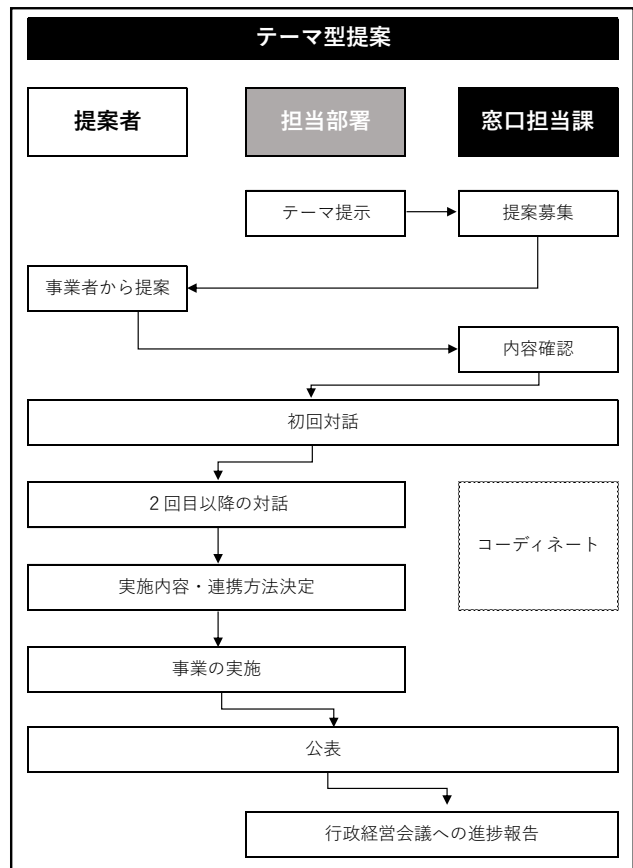 テーマ型提案
提案者
担当部署
窓口担当課
テーマ提示
提案募集
事業者から提案
内容確認
初回対話
2回目以降の対話
コーディネート
実施内容・連携方法決定
事業の実施
公表
行政経営会議への進捗報告